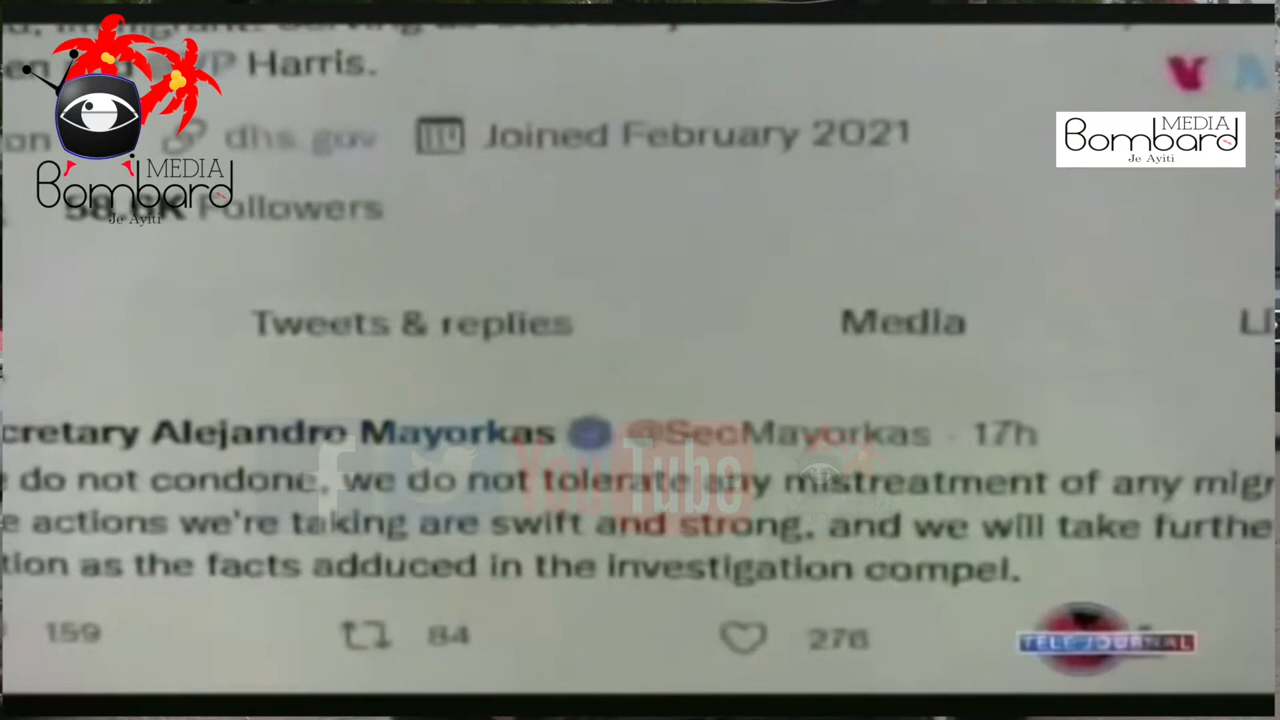 Harris.
dhs.gov Joined February 2021
MEDIA
Bombard
Je Ayiti
MEDIA
Bombard
Je Ayiti
58.6K Followers
Tweets & replies Media
cretary Alejandro Mayorkas @SecMayorkas · 17h
do not condone, we do not tolerate any mistreatment of any migr
e actions we're taking are swift and strong, and we will take furthe
tion as the facts adduced in the investigation compel.
YouTube
159 84 276
TELE-JOURNAL